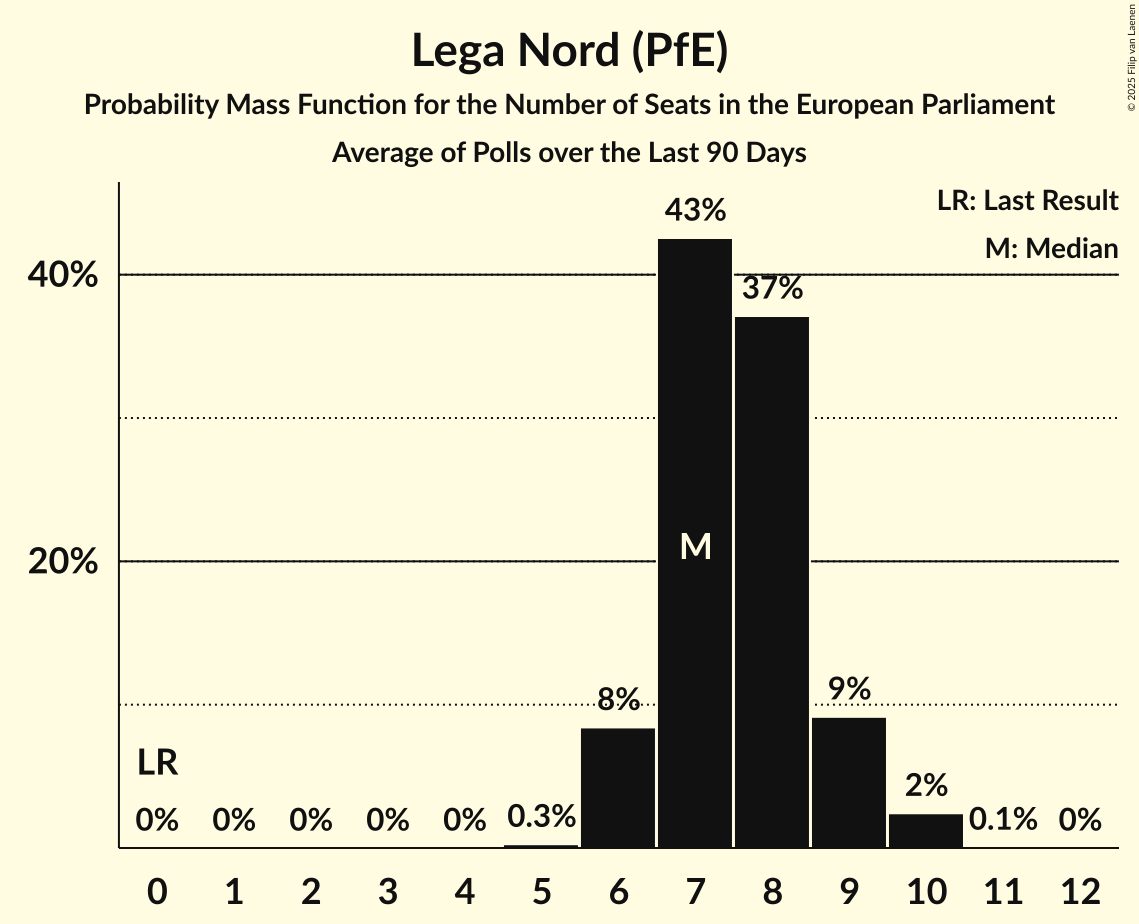 © 2025 Filip van Laenen
Lega Nord (PfE)
Probability Mass Function for the Number of Seats in the European Parliament
Average of Polls over the Last 90 Days
LR: Last Result
M: Median
43%
40%
37%
M
20%
8%
9%
LR
0%
0%
0%
0%
0%
0.3%
2%
0.1%
0%
0 1 2 3 4 5 6 7 8 9 10 11 12